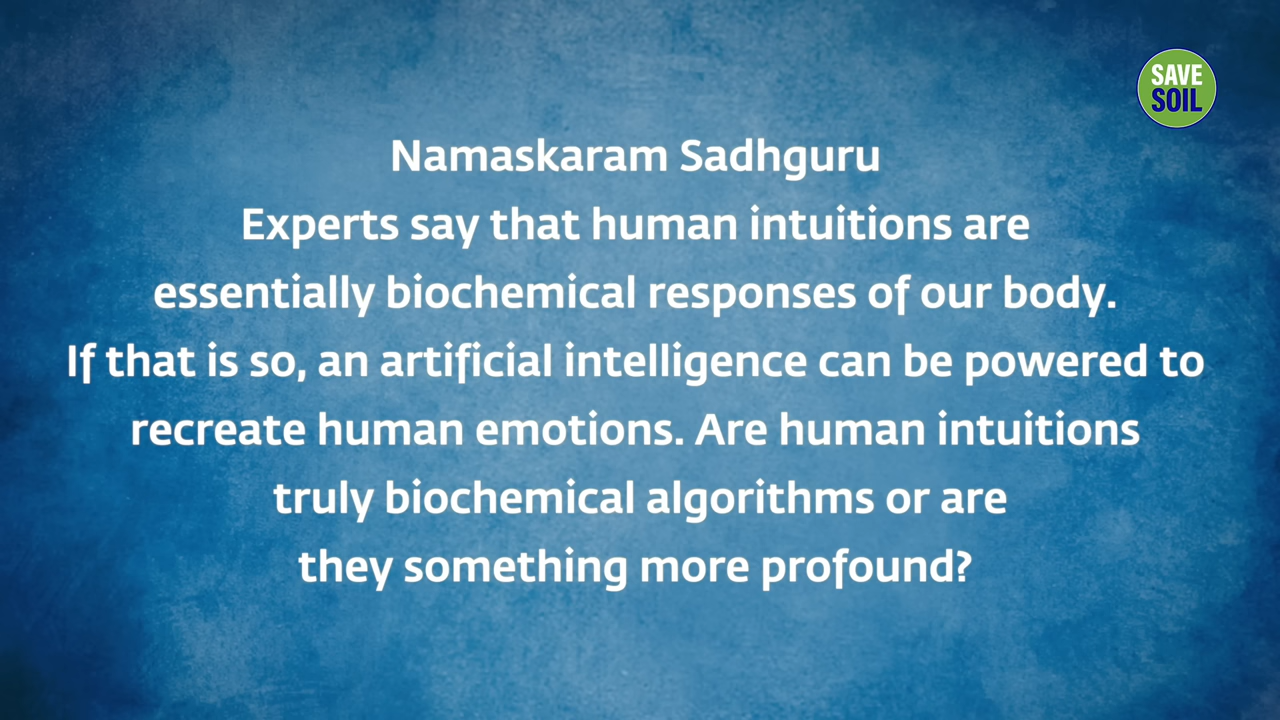 SAVE
SOIL
Namaskaram Sadhguru
Experts say that human intuitions are
essentially biochemical responses of our body.
If that is so, an artificial intelligence can be powered to
recreate human emotions. Are human intuitions
truly biochemical algorithms or are
they something more profound?